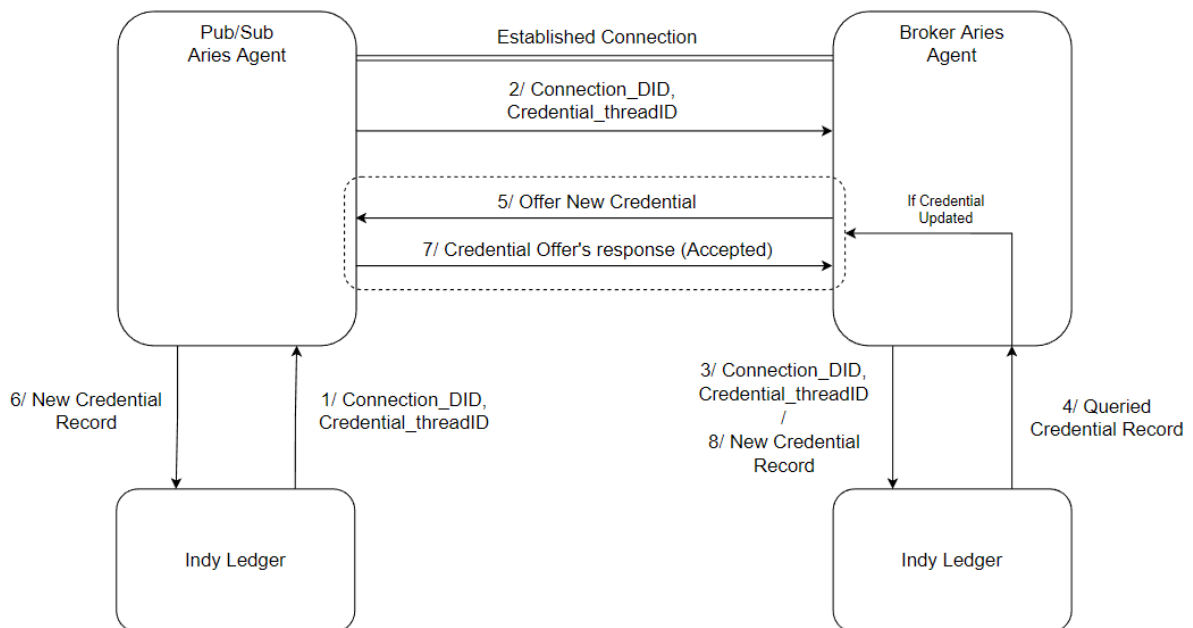 Pub/Sub
Aries Agent
Established Connection
Broker Aries
Agent
2/ Connection_DID,
Credential_threadID
5/ Offer New Credential
If Credential
Updated
7/ Credential Offer's response (Accepted)
6/ New Credential
Record
1/ Connection_DID,
Credential_threadID
3/ Connection_DID,
Credential_threadID
/
8/ New Credential
Record
4/ Queried
Credential Record
Indy Ledger
Indy Ledger